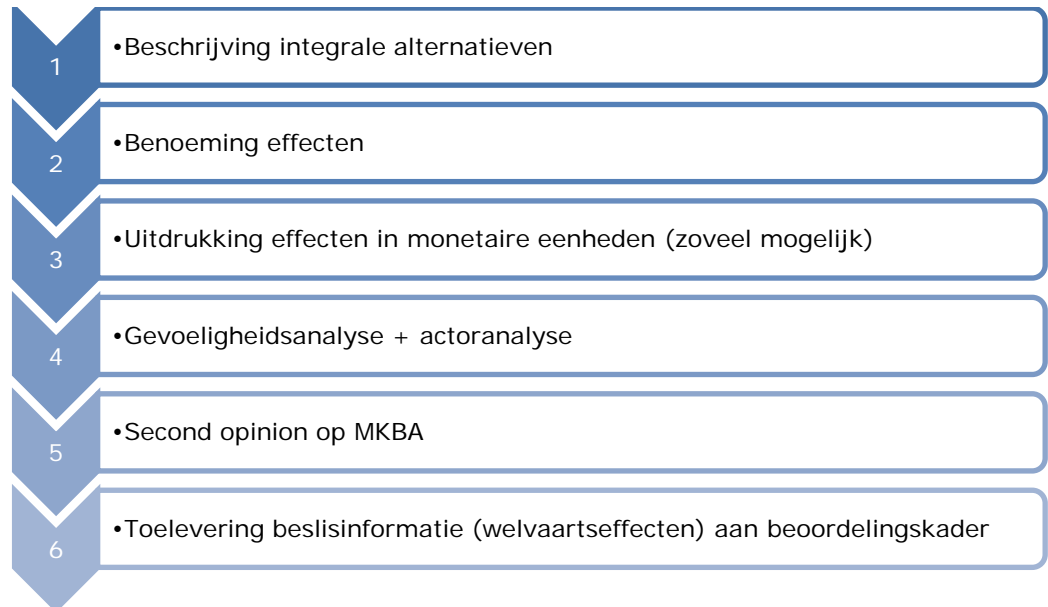 1
•Beschrijving integrale alternatieven
2
•Benoeming effecten
3
•Uitdrukking effecten in monetaire eenheden (zoveel mogelijk)
4
•Gevoeligheidsanalyse + actoranalyse
5
•Second opinion op MKBA
6
•Toelevering beslisinformatie (welvaartseffecten) aan beoordelingskader